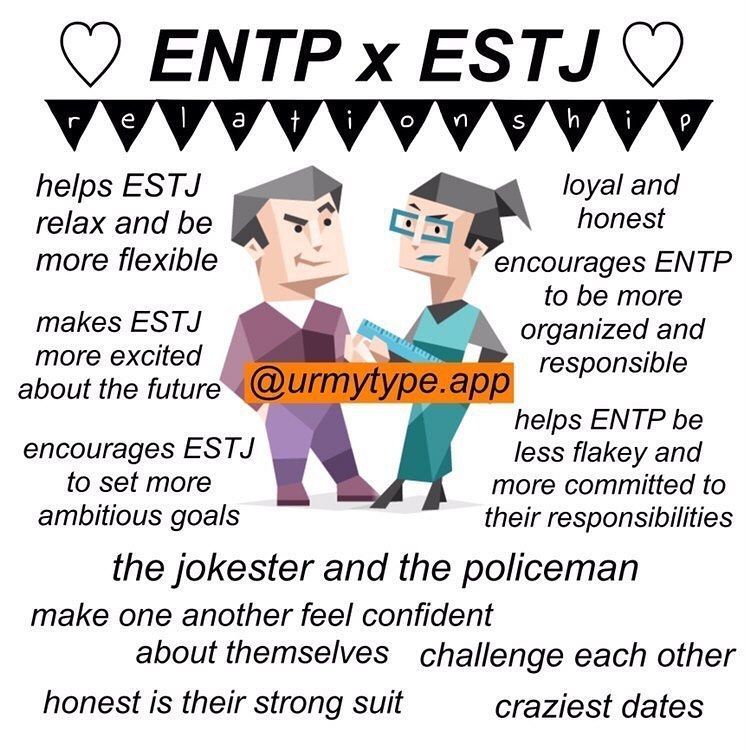 ♡ ENTP x ESTJ ♡
relationship
helps ESTJ
relax and be
more flexible
makes ESTJ
more excited
about the future
encourages ESTJ
to set more
ambitious goals
loyal and
honest
encourages ENTP
to be more
organized and
responsible
helps ENTP be
less flakey and
more committed to
their responsibilities
@urmytype.app
the jokester and the policeman
make one another feel confident
about themselves
challenge each other
honest is their strong suit
craziest dates